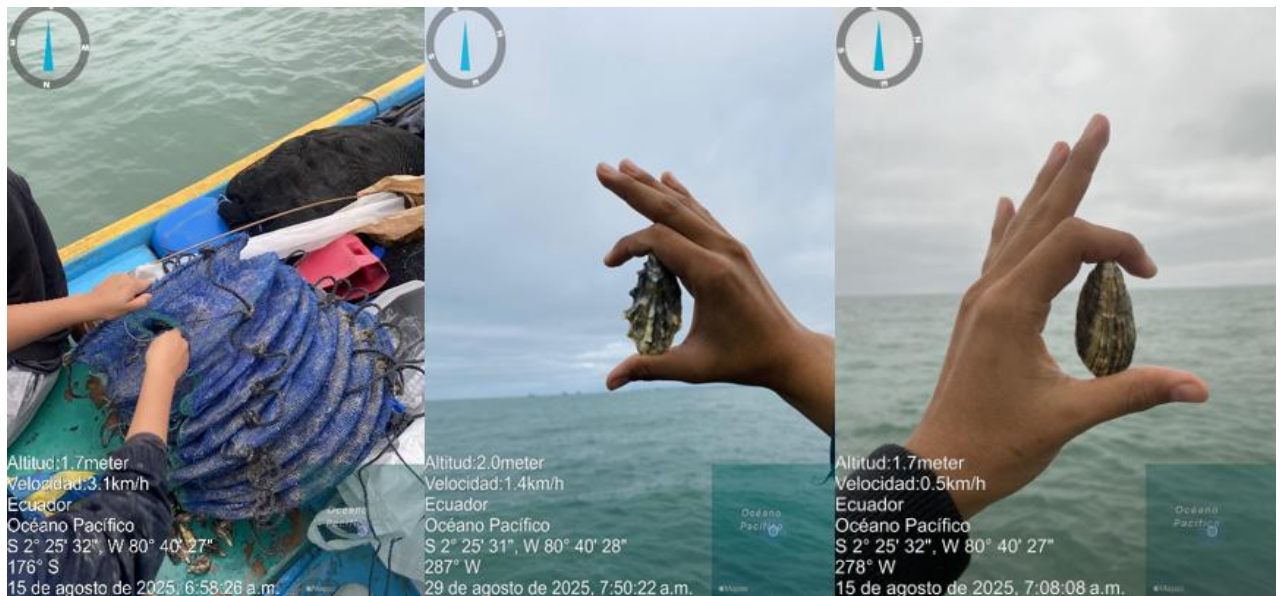 Altitud:1.7meter
Velocidad:3.1km/h
Ecuador
Océano Pacífico
S 2° 25' 32", W 80° 40' 27"
176° S
15 de agosto de 2025, 6:58:26 a.m.
Océano
Pacífico
N
W
Altitud:2.0meter
Velocidad:1.4km/h
Ecuador
Océano Pacífico
S 2° 25' 31", W 80° 40' 28"
287° W
29 de agosto de 2025, 7:50:22 a.m.
Océano
Pacífico
Altitud:1.7meter
Velocidad:0.5km/h
Ecuador
Océano Pacífico
S 2° 25' 32", W 80° 40' 27"
278° W
15 de agosto de 2025, 7:08:08 a.m.
Océano
Pacífico